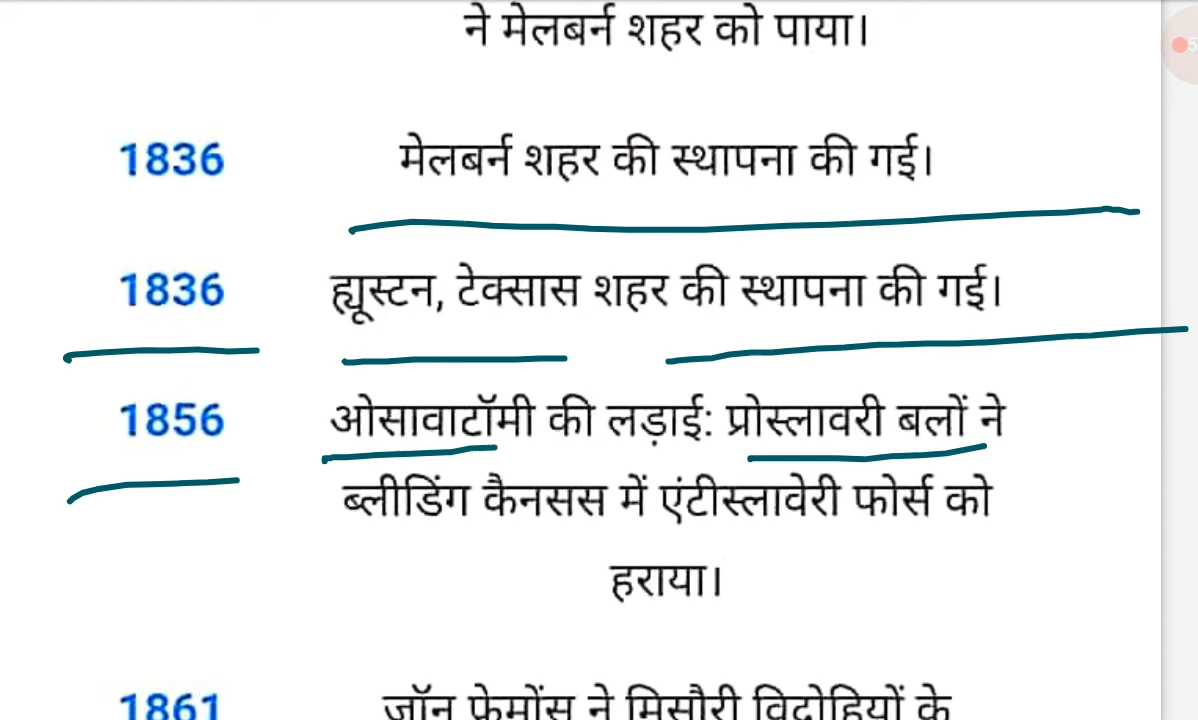 ने मेलबर्न शहर को पाया।
1836 मेलबर्न शहर की स्थापना की गई।
1836 ह्यूस्टन, टेक्सास शहर की स्थापना की गई।
1856 ओसावाटॉमी की लड़ाई: प्रोस्लावरी बलों ने
ब्लीडिंग कैनसस में एंटीस्लावेरी फोर्स को
हराया।
1861 जॉन फ्रेमोंस ने मिसौरी विद्रोहियों के